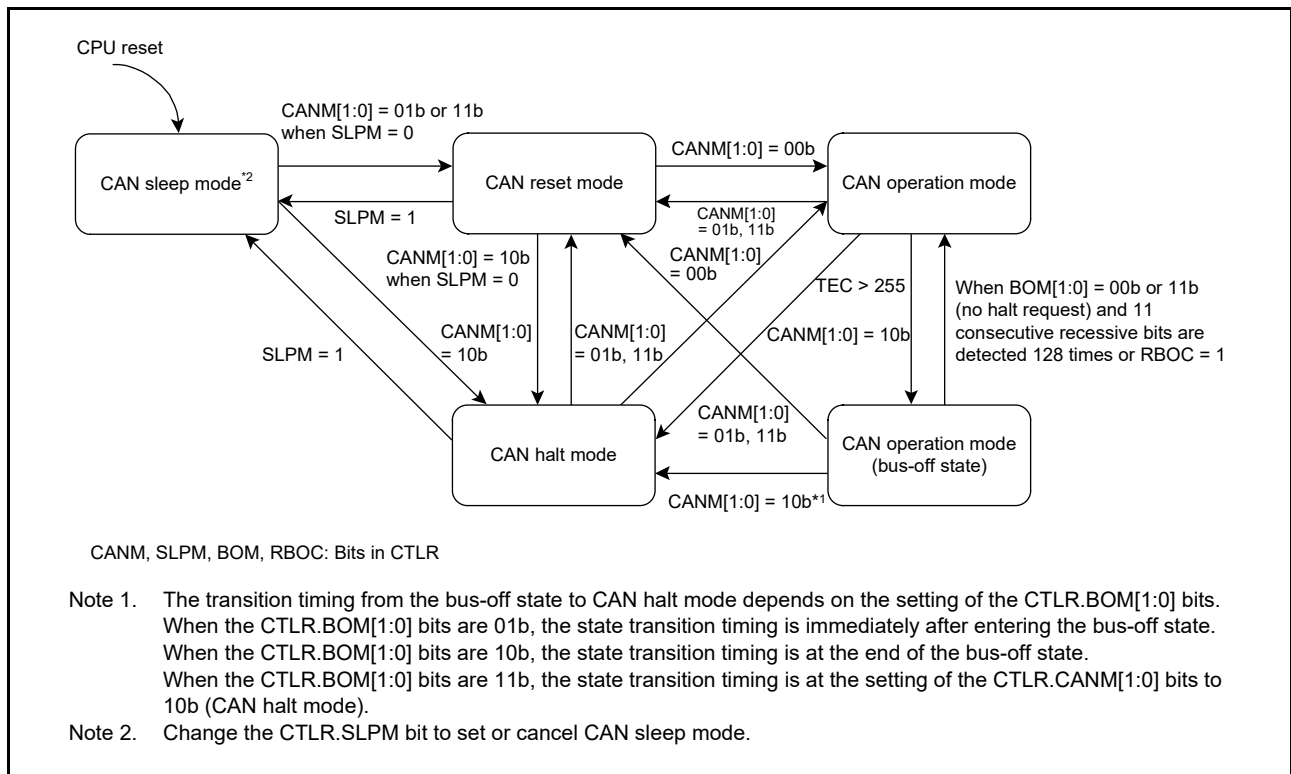 CPU reset
CANM[1:0] = 01b or 11b
when SLPM = 0
CANM[1:0] = 00b
CAN sleep mode*2
CAN reset mode
CAN operation mode
SLPM = 1
CANM[1:0]
= 01b, 11b
CANM[1:0] = 10b
when SLPM = 0
CANM[1:0]
= 00b
TEC > 255
When BOM[1:0] = 00b or 11b
(no halt request) and 11
consecutive recessive bits are
detected 128 times or RBOC = 1
SLPM = 1
CANM[1:0]
= 10b
CANM[1:0]
= 01b, 11b
CANM[1:0] = 10b
CANM[1:0]
= 01b, 11b
CAN halt mode
CAN operation mode
(bus-off state)
CANM[1:0] = 10b*1
CANM, SLPM, BOM, RBOC: Bits in CTLR
Note 1. The transition timing from the bus-off state to CAN halt mode depends on the setting of the CTLR.BOM[1:0] bits.
When the CTLR.BOM[1:0] bits are 01b, the state transition timing is immediately after entering the bus-off state.
When the CTLR.BOM[1:0] bits are 10b, the state transition timing is at the end of the bus-off state.
When the CTLR.BOM[1:0] bits are 11b, the state transition timing is at the setting of the CTLR.CANM[1:0] bits to
10b (CAN halt mode).
Note 2. Change the CTLR.SLPM bit to set or cancel CAN sleep mode.